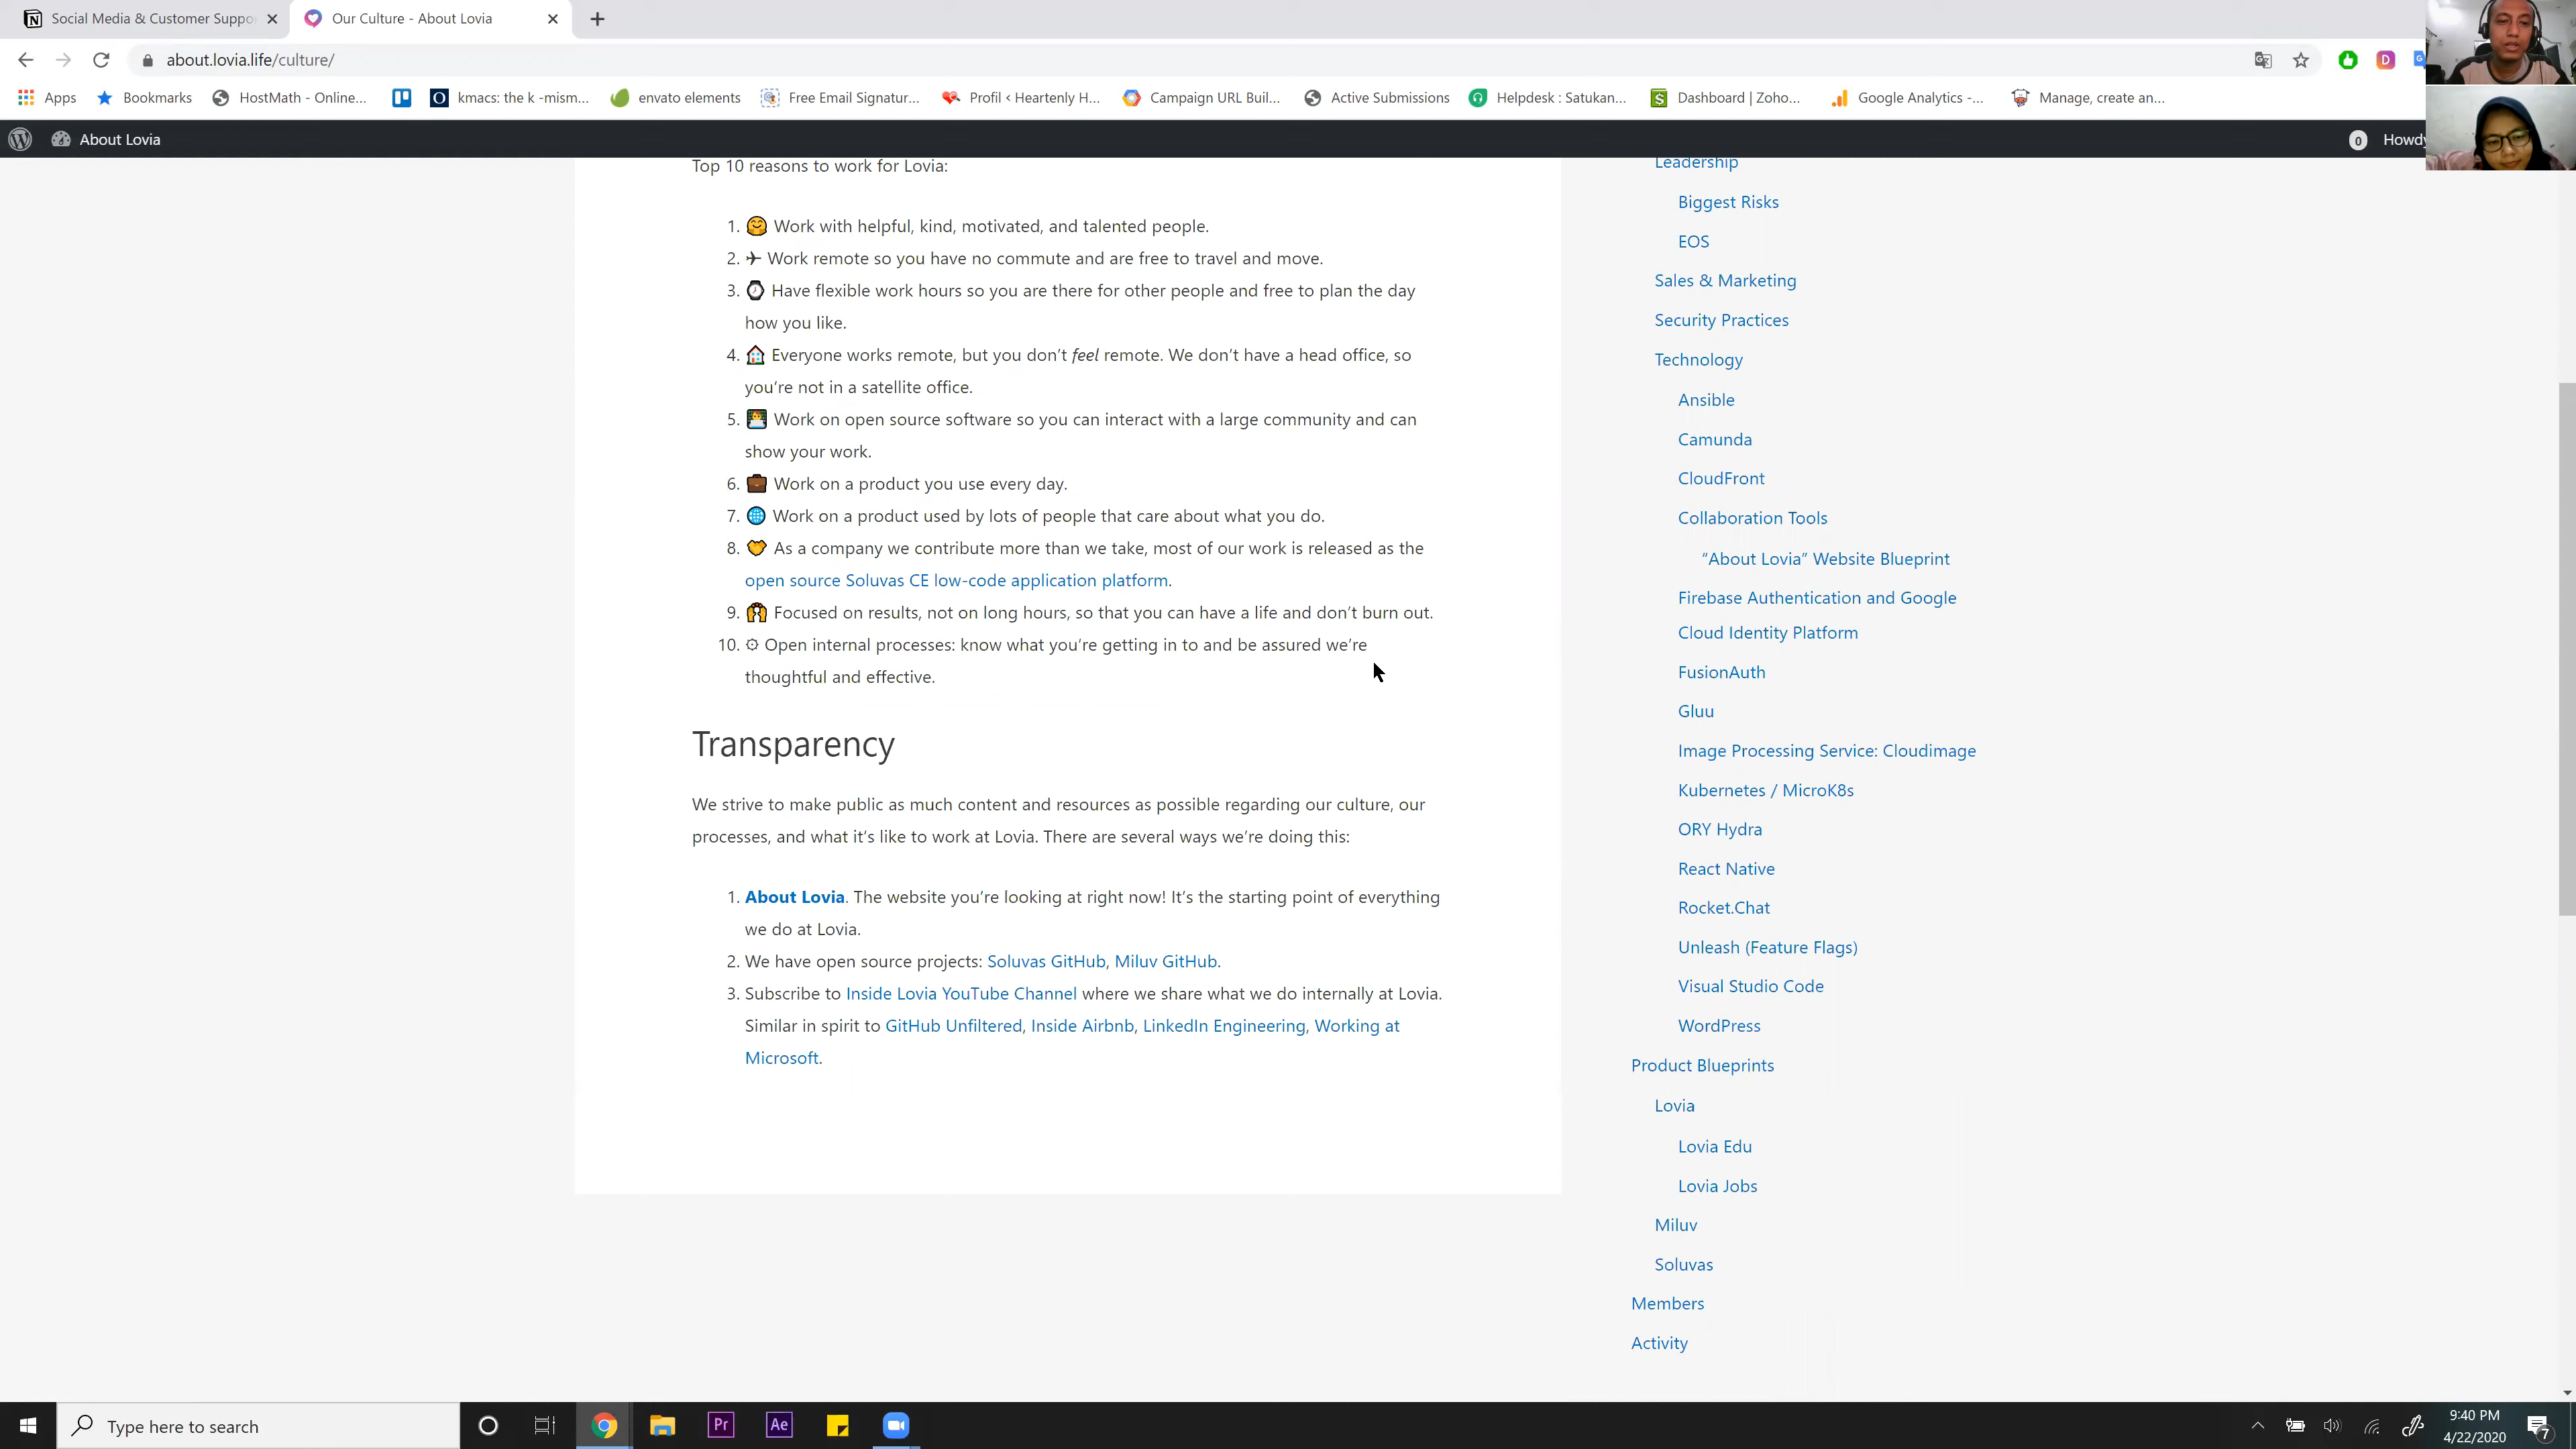 Social Media & Customer Suppo
Our Culture - About Lovia
about.lovia.life/culture/
Apps
Bookmarks
HostMath - Online...
kmacs: the k -mism...
envato elements
Free Email Signatur...
Profil < Heartenly H...
Campaign URL Buil...
Active Submissions
Helpdesk : Satukan...
Dashboard | Zoho...
Google Analytics -...
Manage, create an...
About Lovia
0
Howdy
Top 10 reasons to work for Lovia:
1. 🤗 Work with helpful, kind, motivated, and talented people.
2. ✈ Work remote so you have no commute and are free to travel and move.
3. ⌚ Have flexible work hours so you are there for other people and free to plan the day
how you like.
4. 🏠 Everyone works remote, but you don't feel remote. We don't have a head office, so
you're not in a satellite office.
5. 👨‍💻 Work on open source software so you can interact with a large community and can
show your work.
6. 💼 Work on a product you use every day.
7. 🌐 Work on a product used by lots of people that care about what you do.
8. 🤝 As a company we contribute more than we take, most of our work is released as the
open source Soluvas CE low-code application platform.
9. 🙌 Focused on results, not on long hours, so that you can have a life and don't burn out.
10. ⚙ Open internal processes: know what you're getting in to and be assured we're
thoughtful and effective.
Transparency
We strive to make public as much content and resources as possible regarding our culture, our
processes, and what it's like to work at Lovia. There are several ways we're doing this:
1. About Lovia. The website you're looking at right now! It's the starting point of everything
we do at Lovia.
2. We have open source projects: Soluvas GitHub, Miluv GitHub.
3. Subscribe to Inside Lovia YouTube Channel where we share what we do internally at Lovia.
Similar in spirit to GitHub Unfiltered, Inside Airbnb, LinkedIn Engineering, Working at
Microsoft.
Leadership
Biggest Risks
EOS
Sales & Marketing
Security Practices
Technology
Ansible
Camunda
CloudFront
Collaboration Tools
“About Lovia” Website Blueprint
Firebase Authentication and Google
Cloud Identity Platform
FusionAuth
Gluu
Image Processing Service: Cloudimage
Kubernetes / MicroK8s
ORY Hydra
React Native
Rocket.Chat
Unleash (Feature Flags)
Visual Studio Code
WordPress
Product Blueprints
Lovia
Lovia Edu
Lovia Jobs
Miluv
Soluvas
Members
Activity
Type here to search
Pr
Ae
9:40 PM
4/22/2020
7